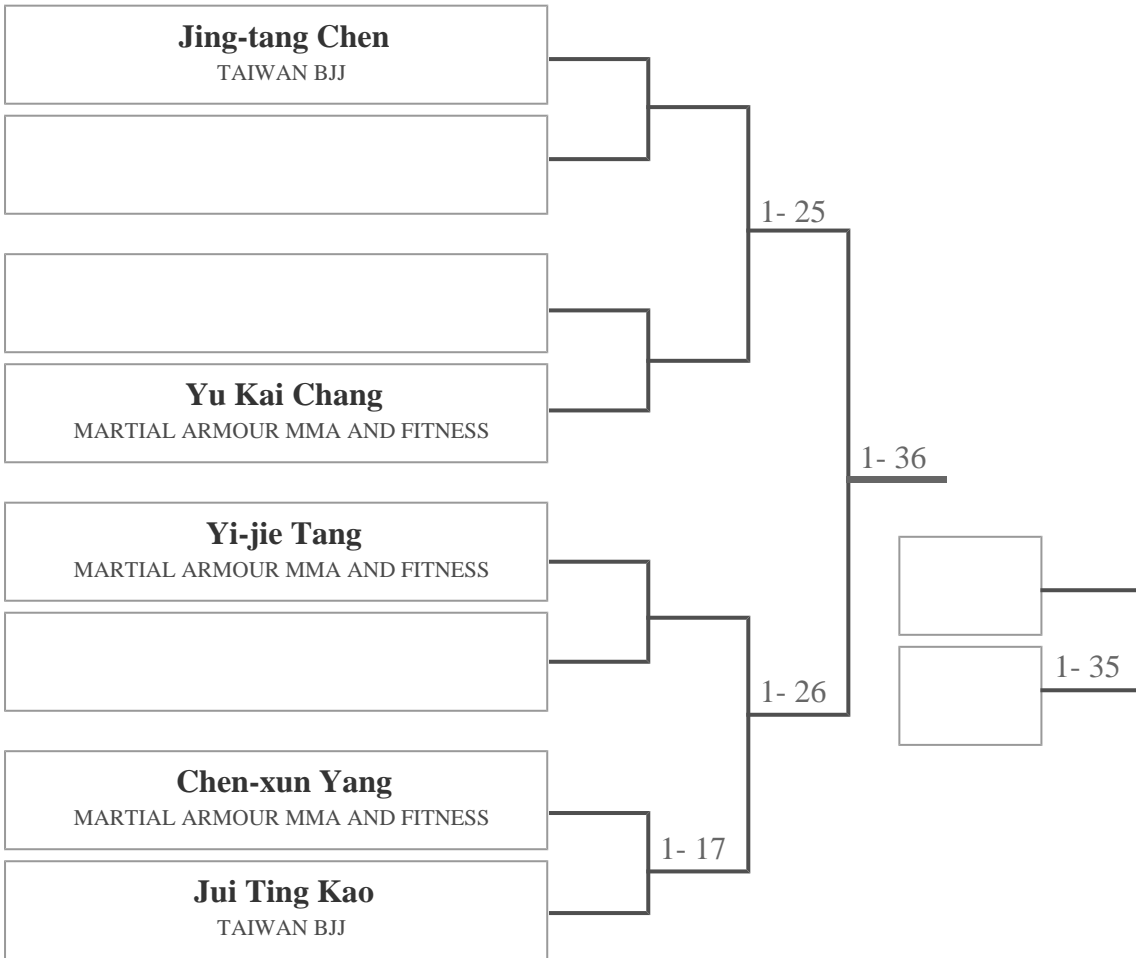 Jing-tang Chen
TAIWAN BJJ
1- 25
Yu Kai Chang
MARTIAL ARMOUR MMA AND FITNESS
1- 36
Yi-jie Tang
MARTIAL ARMOUR MMA AND FITNESS
1- 35
1- 26
Chen-xun Yang
MARTIAL ARMOUR MMA AND FITNESS
1- 17
Jui Ting Kao
TAIWAN BJJ